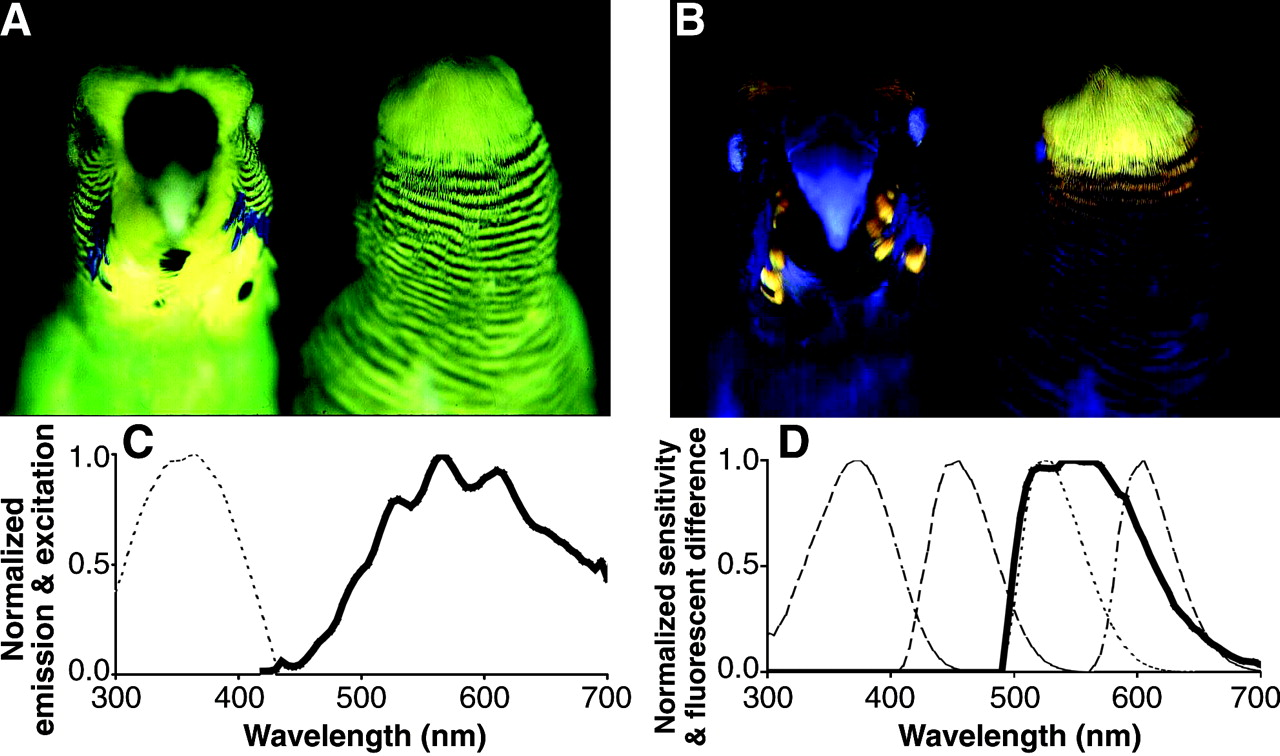 A
B
C
Normalized
emission & excitation
1.0
0.5
0.0
300
400
500
600
700
Wavelength (nm)
D
Normalized sensitivity
& fluorescent difference
1.0
0.5
0.0
300
400
500
600
700
Wavelength (nm)